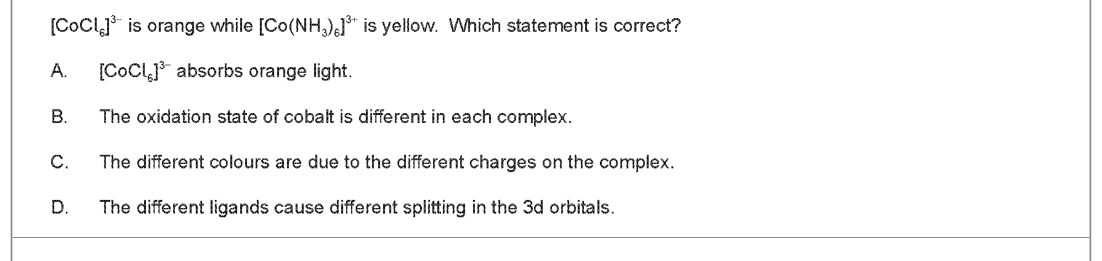 [CoCl₆]³⁻ is orange while [Co(NH₃)₆]³⁺ is yellow. Which statement is correct?
A. [CoCl₆]³⁻ absorbs orange light.
B. The oxidation state of cobalt is different in each complex.
C. The different colours are due to the different charges on the complex.
D. The different ligands cause different splitting in the 3d orbitals.